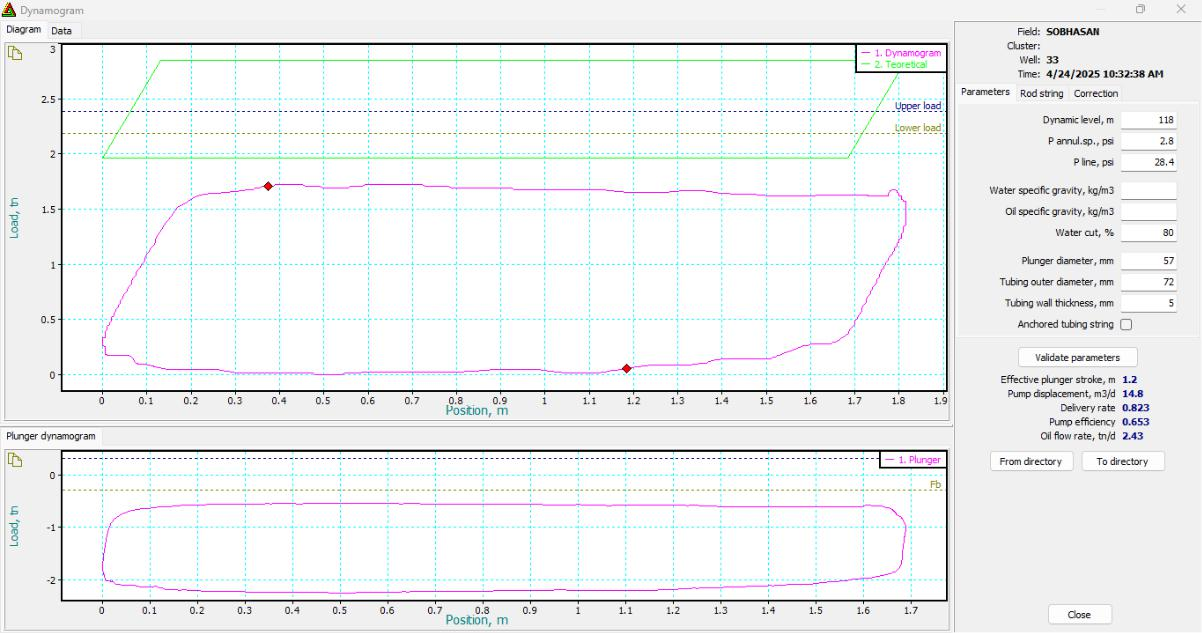 Dynamogram
Diagram Data
1. Dynamogram
2. Teoretical
Upper load
Lower load
Load, tn
3
2.5
2
1.5
1
0.5
0
0 0.1 0.2 0.3 0.4 0.5 0.6 0.7 0.8 0.9 1 1.1 1.2 1.3 1.4 1.5 1.6 1.7 1.8 1.9
Position, m
Plunger dynamogram
1. Plunger
Fb
Load, tn
0
-1
-2
0 0.1 0.2 0.3 0.4 0.5 0.6 0.7 0.8 0.9 1 1.1 1.2 1.3 1.4 1.5 1.6 1.7
Position, m
Field: SOBHASAN
Cluster:
Well: 33
Time: 4/24/2025 10:32:38 AM
Parameters Rod string Correction
Dynamic level, m 118
P annul.sp., psi 2.8
P line, psi 28.4
Water specific gravity, kg/m3
Oil specific gravity, kg/m3
Water cut, % 80
Plunger diameter, mm 57
Tubing outer diameter, mm 72
Tubing wall thickness, mm 5
Anchored tubing string
Validate parameters
Effective plunger stroke, m 1.2
Pump displacement, m3/d 14.8
Delivery rate 0.823
Pump efficiency 0.653
Oil flow rate, tn/d 2.43
From directory To directory
Close